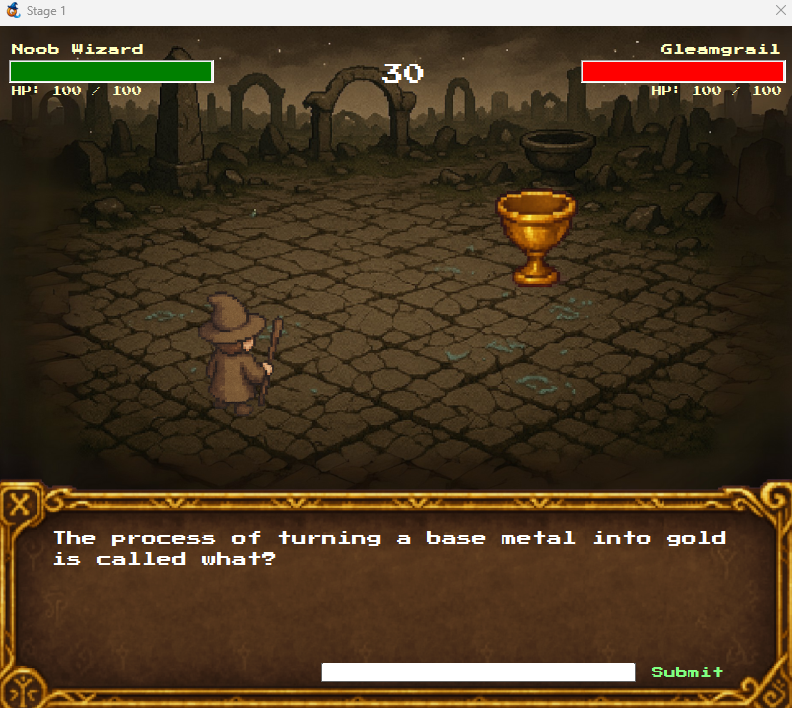 Stage 1
Noob Wizard
Gleamgrail
30
HP: 100 / 100
HP: 100 / 100
The process of turning a base metal into gold
is called what?
Submit